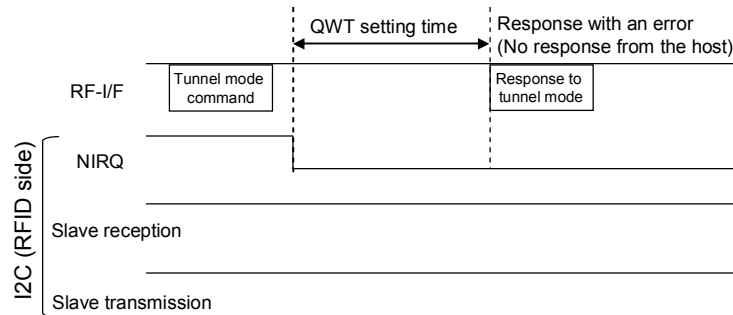 QWT setting time
Response with an error
(No response from the host)
RF-I/F
Tunnel mode
command
Response to
tunnel mode
NIRQ
I2C (RFID side)
Slave reception
Slave transmission